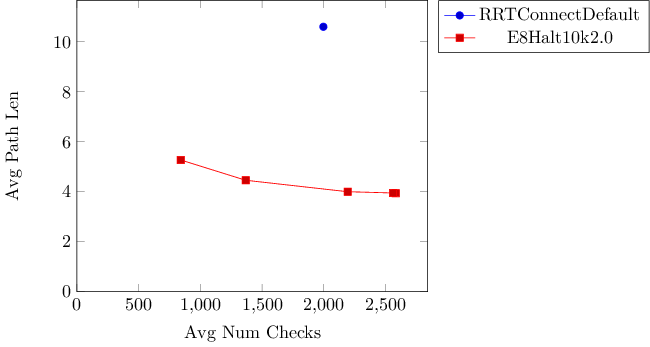 RRTConnectDefault
E8Halt10k2.0
10
8
6
4
2
0
Avg Path Len
0 500 1,000 1,500 2,000 2,500
Avg Num Checks